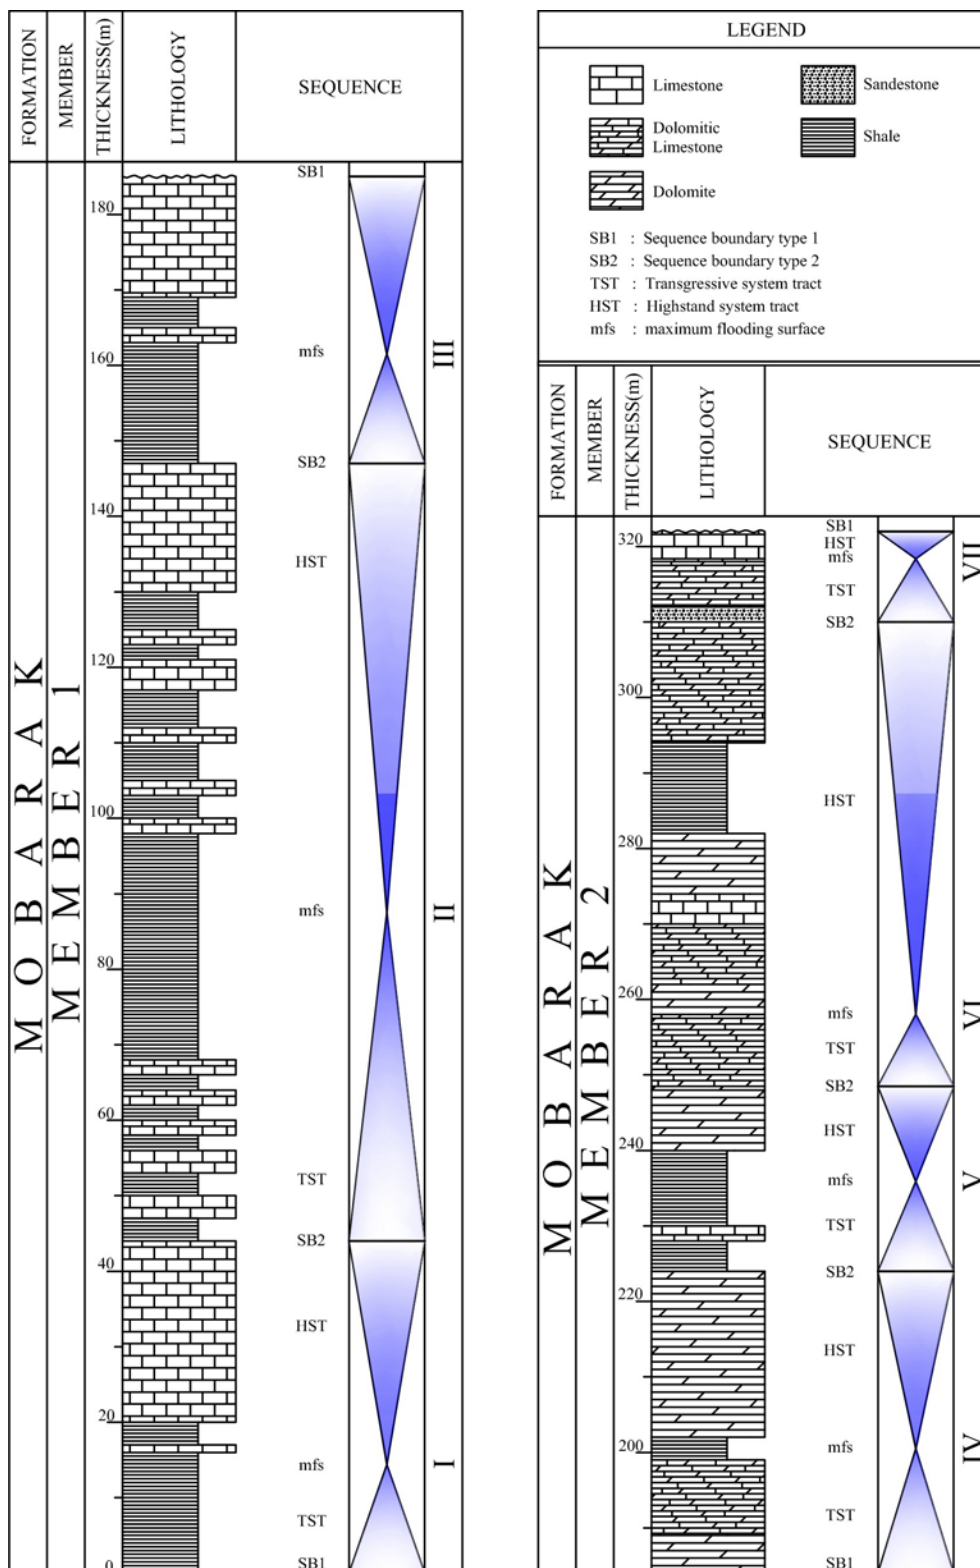 FORMATION
MEMBER
THICKNESS(m)
LITHOLOGY
SEQUENCE
MOBARAK
MEMBER 1
180
160
140
120
100
80
60
40
20
0
SB1
mfs
SB2
HST
mfs
TST
SB2
HST
mfs
TST
SB1
III
II
I
LEGEND
Limestone
Sandestone
Dolomitic
Limestone
Shale
Dolomite
SB1 : Sequence boundary type 1
SB2 : Sequence boundary type 2
TST : Transgressive system tract
HST : Highstand system tract
mfs : maximum flooding surface
FORMATION
MEMBER
THICKNESS(m)
LITHOLOGY
SEQUENCE
MOBARAK
MEMBER 2
320
300
280
260
240
220
200
SB1
HST
mfs
TST
SB2
HST
mfs
TST
SB2
HST
mfs
TST
SB2
HST
mfs
TST
SB1
VII
VI
V
IV